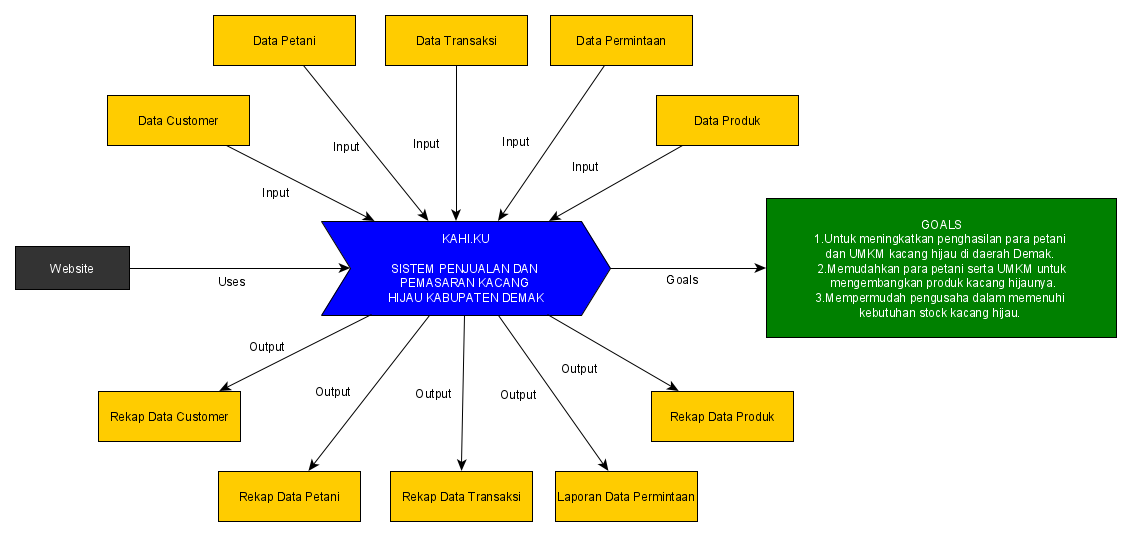 Data Petani
Data Transaksi
Data Permintaan
Data Customer
Data Produk
Input
Input
Input
Input
Input
Website
Uses
KAHI.KU
SISTEM PENJUALAN DAN
PEMASARAN KACANG
HIJAU KABUPATEN DEMAK
Goals
GOALS
1.Untuk meningkatkan penghasilan para petani
dan UMKM kacang hijau di daerah Demak.
2.Memudahkan para petani serta UMKM untuk
mengembangkan produk kacang hijaunya.
3.Mempermudah pengusaha dalam memenuhi
kebutuhan stock kacang hijau.
Output
Output
Output
Output
Output
Rekap Data Customer
Rekap Data Produk
Rekap Data Petani
Rekap Data Transaksi
Laporan Data Permintaan